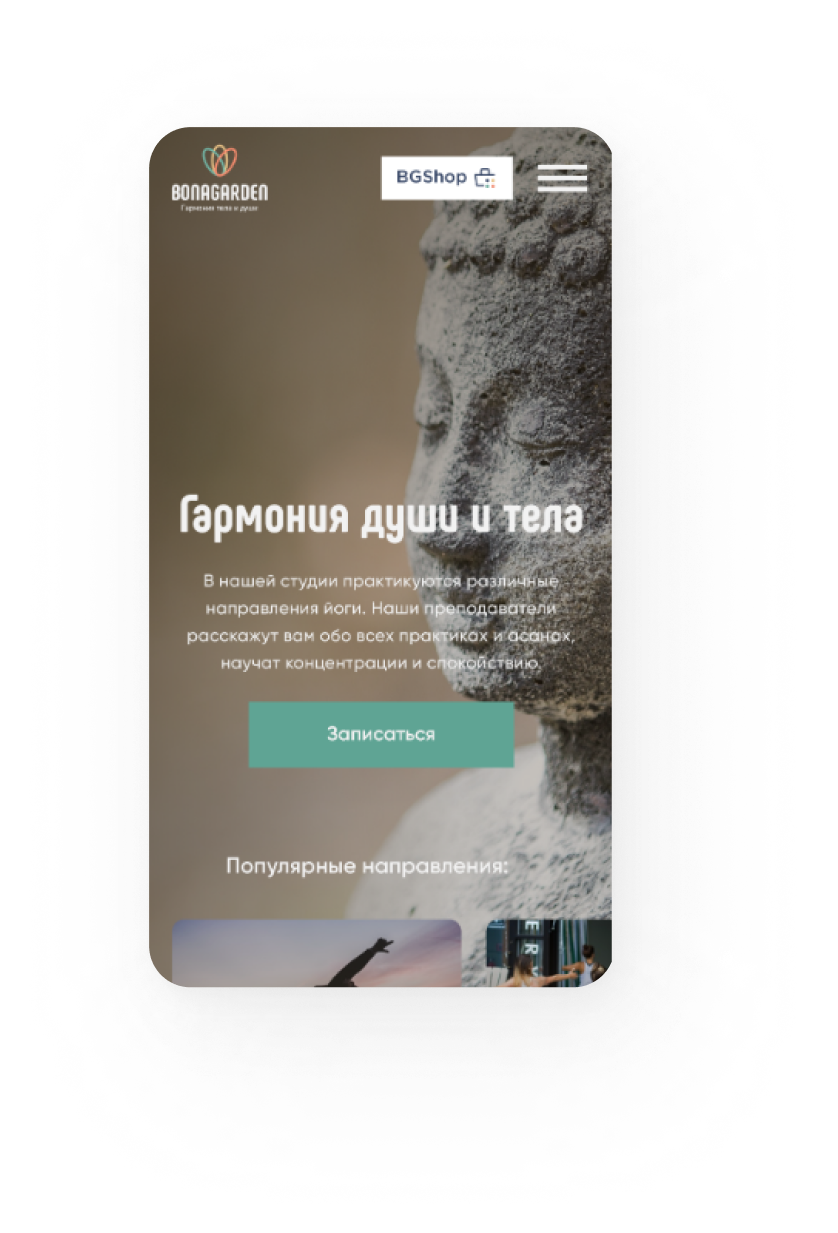 BGShop
BONAGARDEN
Гармония тела и души
Гармония души и тела
В нашей студии практикуются различные
направления йоги. Наши преподаватели
расскажут вам обо всех практиках и асанах,
научат концентрации и спокойствию.
Записаться
Популярные направления: